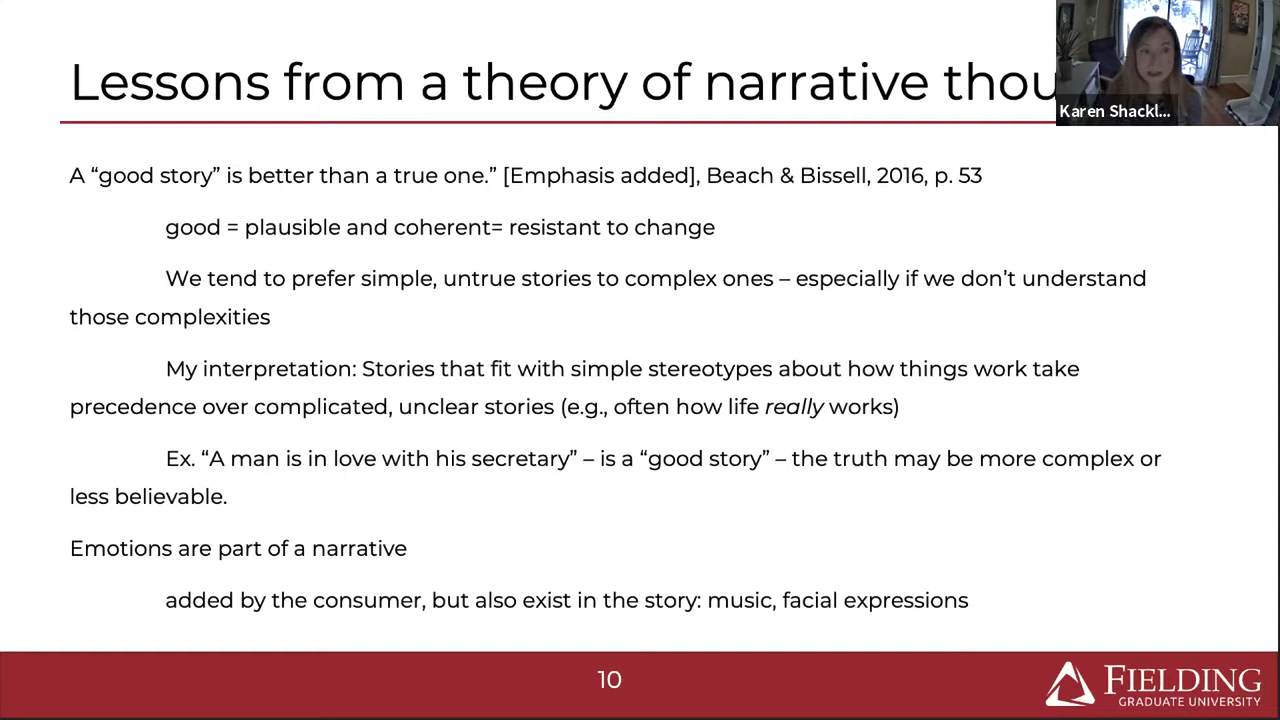 Lessons from a theory of narrative thou
Karen Shackl...
A “good story” is better than a true one.” [Emphasis added], Beach & Bissell, 2016, p. 53
good = plausible and coherent= resistant to change
We tend to prefer simple, untrue stories to complex ones – especially if we don’t understand
those complexities
My interpretation: Stories that fit with simple stereotypes about how things work take
precedence over complicated, unclear stories (e.g., often how life really works)
Ex. “A man is in love with his secretary” – is a “good story” – the truth may be more complex or
less believable.
Emotions are part of a narrative
added by the consumer, but also exist in the story: music, facial expressions
10
FIELDING
GRADUATE UNIVERSITY